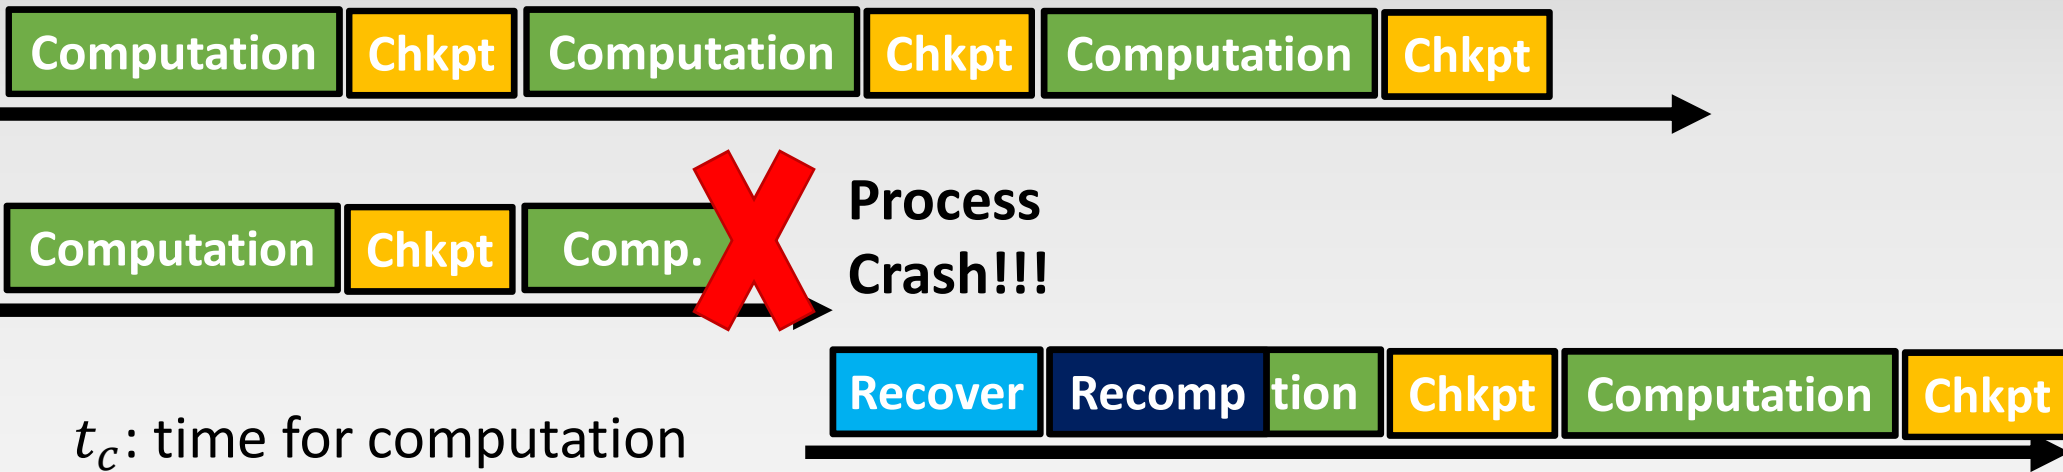 Computation Chkpt Computation Chkpt Computation Chkpt
Process
Computation Chkpt Comp.
Crash!!!
Recover Recomp tion Chkpt Computation Chkpt
t_c: time for computation